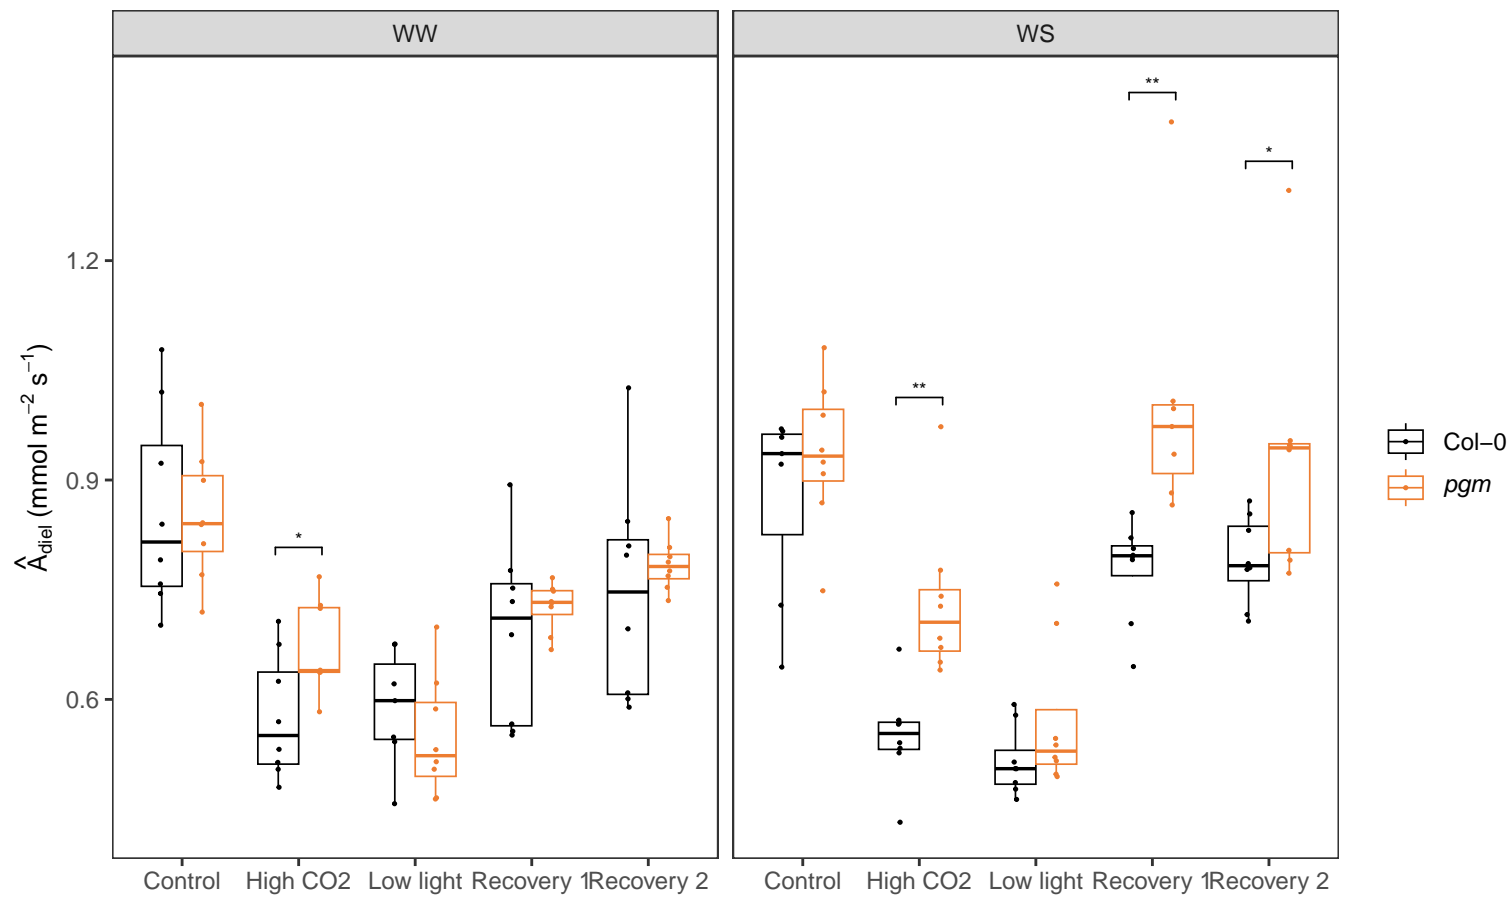 WW
WS
**
*
1.2
**
Col−0
pgm
0.9
*
Âdiel (mmol m−2 s−1)
0.6
Control High CO2 Low light Recovery 1 Recovery 2
Control High CO2 Low light Recovery 1 Recovery 2